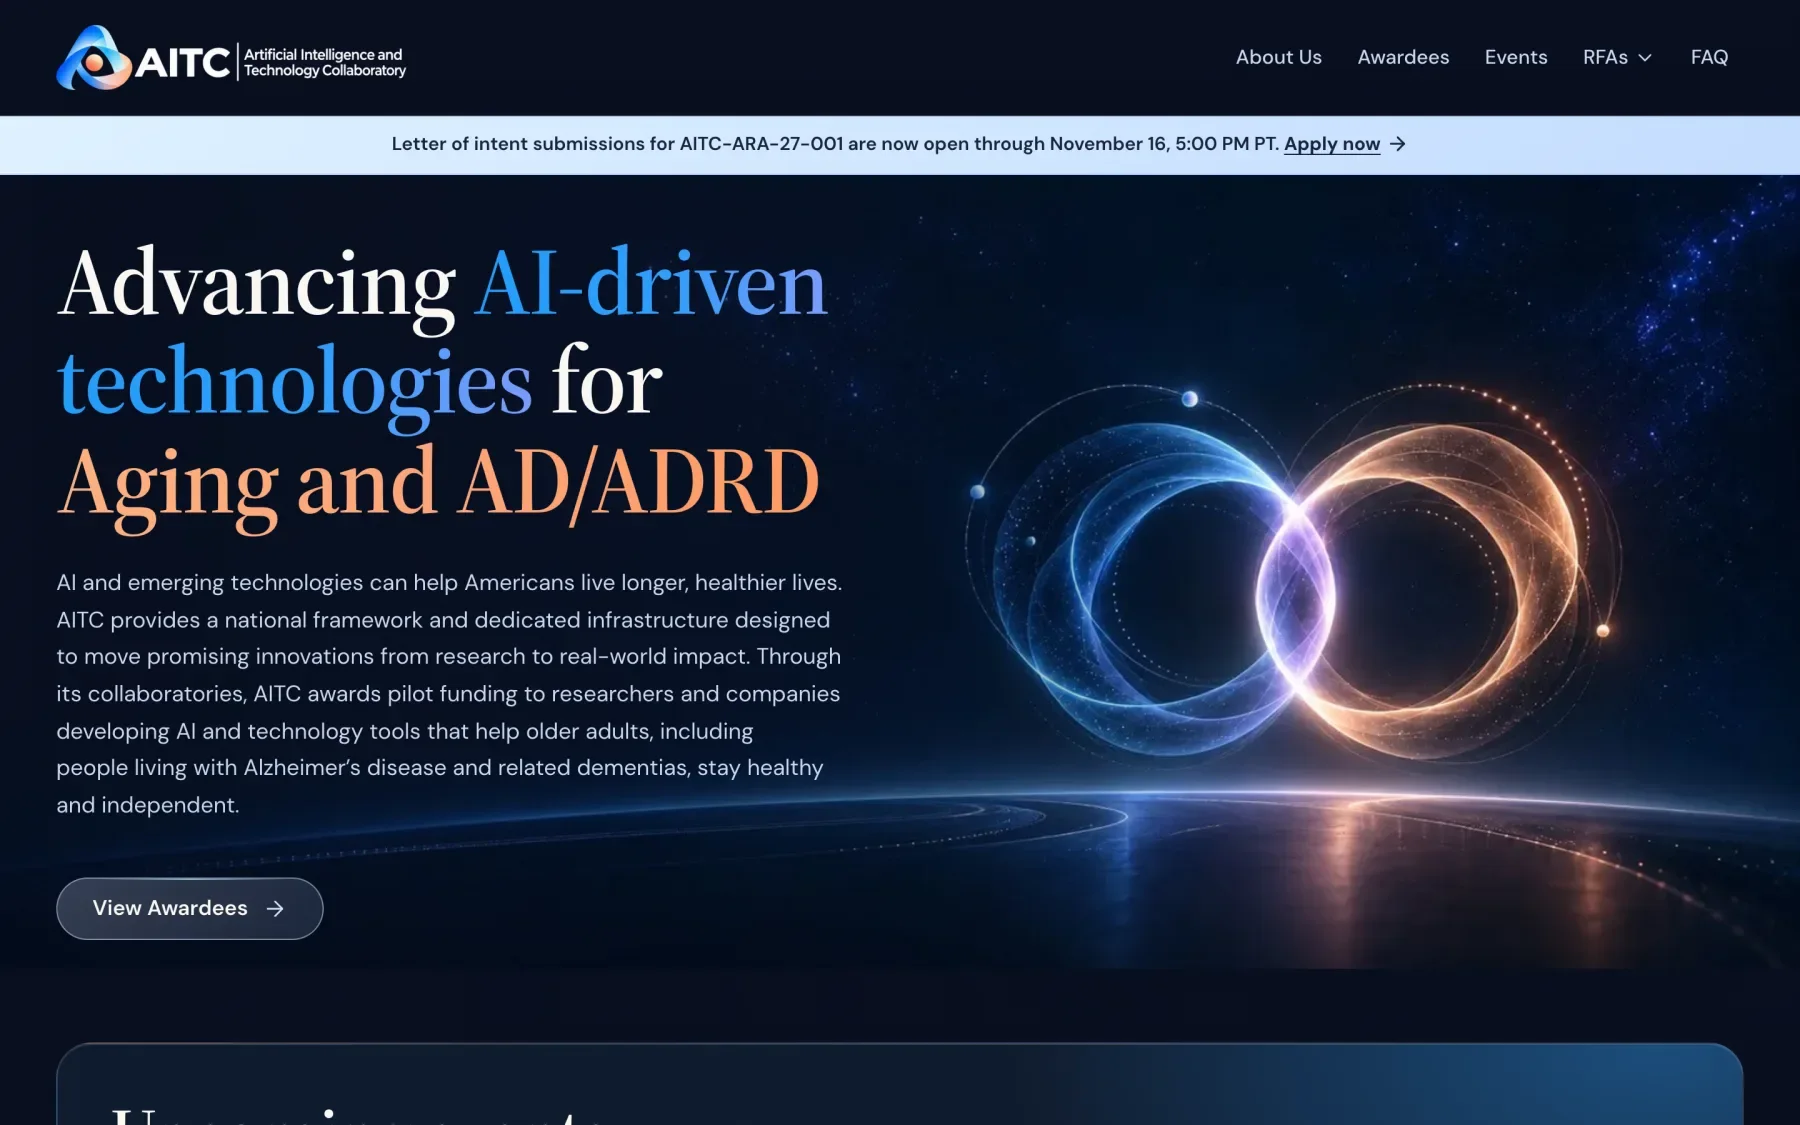 AITC
Artificial Intelligence and
Technology Collaboratory
About Us
Awardees
Events
RFAs
FAQ
Letter of intent submissions for AITC-ARA-27-001 are now open through November 16, 5:00 PM PT. Apply now →
Advancing AI-driven
technologies for
Aging and AD/ADRD
AI and emerging technologies can help Americans live longer, healthier lives.
AITC provides a national framework and dedicated infrastructure designed
to move promising innovations from research to real-world impact. Through
its collaboratories, AITC awards pilot funding to researchers and companies
developing AI and technology tools that help older adults, including
people living with Alzheimer’s disease and related dementias, stay healthy
and independent.
View Awardees →